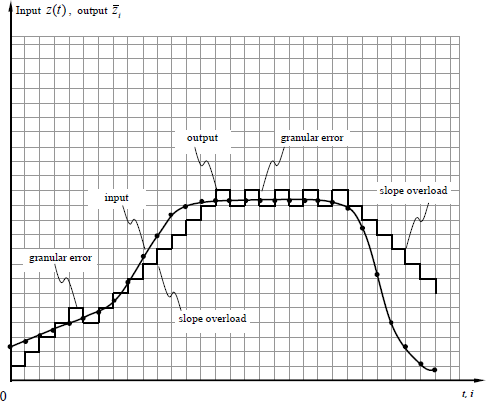 Input z(t), output z̅ᵢ
output
granular error
input
slope overload
granular error
slope overload
0
t, i